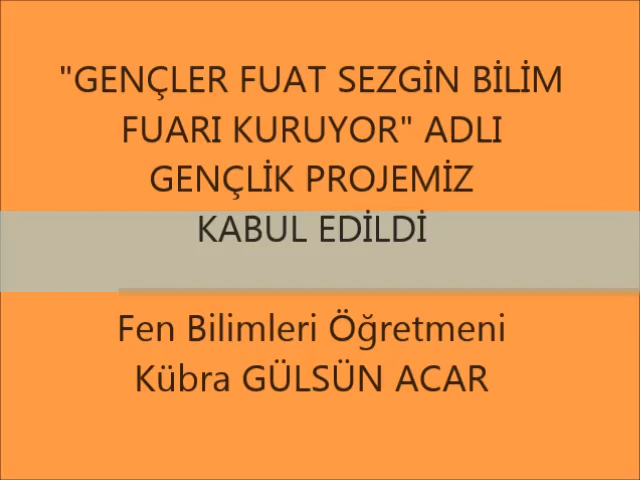 "GENÇLER FUAT SEZGİN BİLİM
FUARI KURUYOR" ADLI
GENÇLİK PROJEMİZ
KABUL EDİLDİ
Fen Bilimleri Öğretmeni
Kübra GÜLSÜN ACAR